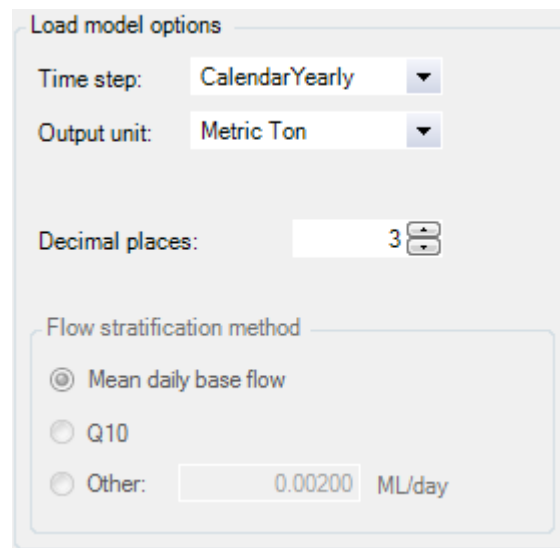 Load model options
Time step: CalendarYearly
Output unit: Metric Ton
Decimal places: 3
Flow stratification method
Mean daily base flow
Q10
Other: 0.00200 ML/day